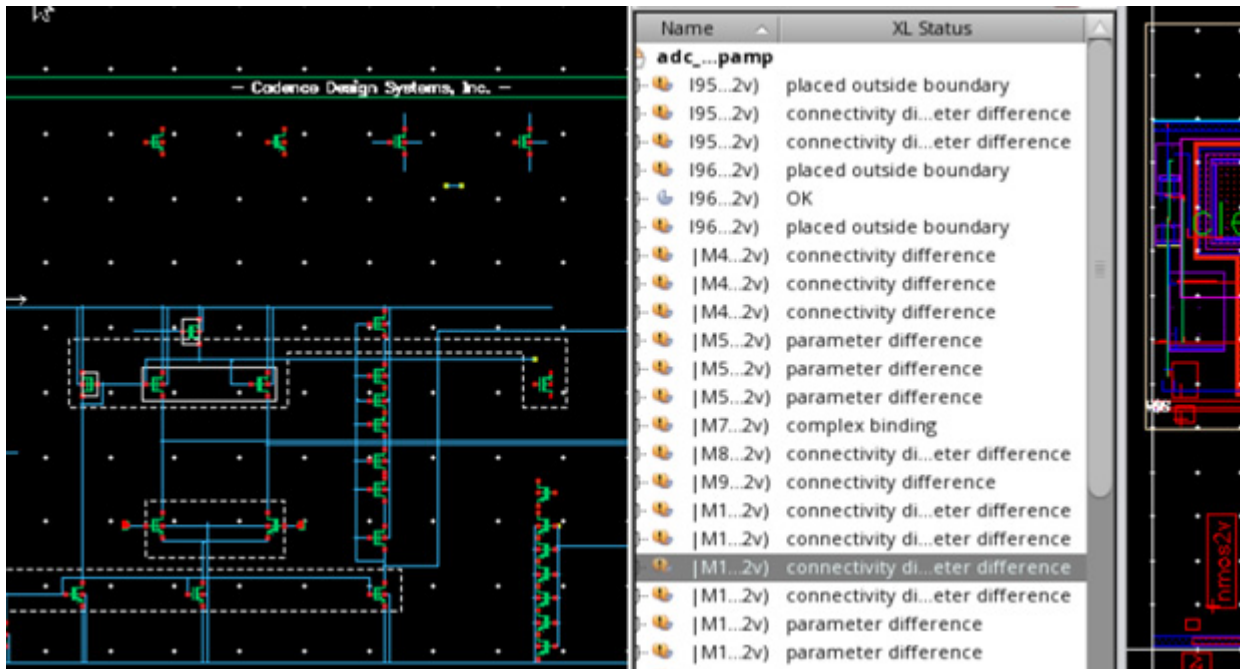 — Cadence Design Systems, Inc. —
Name XL Status
adc_...pamp
I95...2v) placed outside boundary
I95...2v) connectivity di...eter difference
I95...2v) connectivity di...eter difference
I96...2v) placed outside boundary
I96...2v) OK
I96...2v) placed outside boundary
|M4...2v) connectivity difference
|M4...2v) connectivity difference
|M4...2v) connectivity difference
|M5...2v) parameter difference
|M5...2v) parameter difference
|M5...2v) parameter difference
|M7...2v) complex binding
|M8...2v) connectivity di...eter difference
|M9...2v) connectivity difference
|M1...2v) connectivity di...eter difference
|M1...2v) connectivity di...eter difference
|M1...2v) connectivity di...eter difference
|M1...2v) connectivity di...eter difference
|M1...2v) parameter difference
|M1...2v) parameter difference
nmos2v